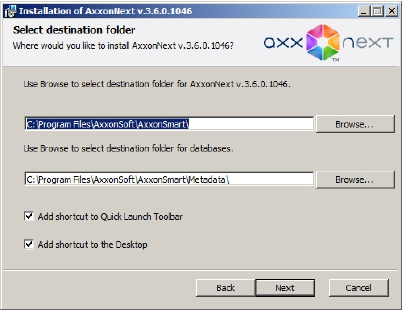 Installation of AxxonNext v.3.6.0.1046
Select destination folder
Where would you like to install AxxonNext v.3.6.0.1046?
axxonnext
TM
Use Browse to select destination folder for AxxonNext v.3.6.0.1046.
C:\Program Files\AxxonSoft\AxxonSmart\
Browse...
Use Browse to select destination folder for databases.
C:\Program Files\AxxonSoft\AxxonSmart\Metadata\
Browse...
Add shortcut to Quick Launch Toolbar
Add shortcut to the Desktop
Back
Next
Cancel